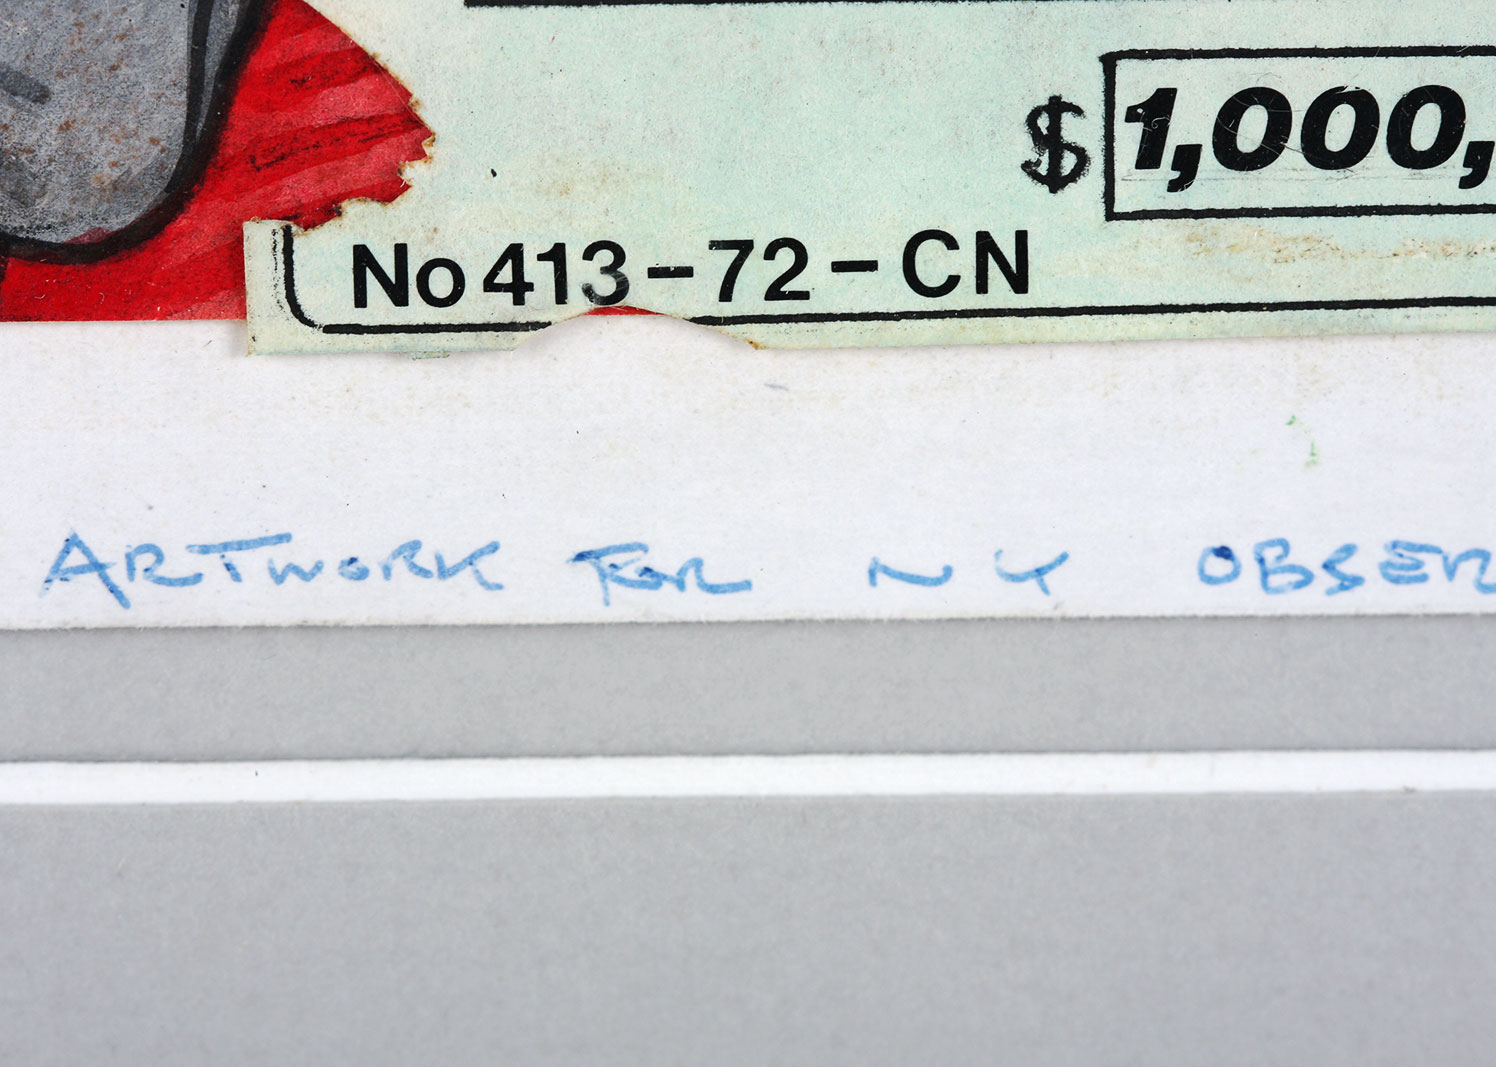 $ 1,000,
No 413-72-CN
ARTWORK FOR NY OBSER